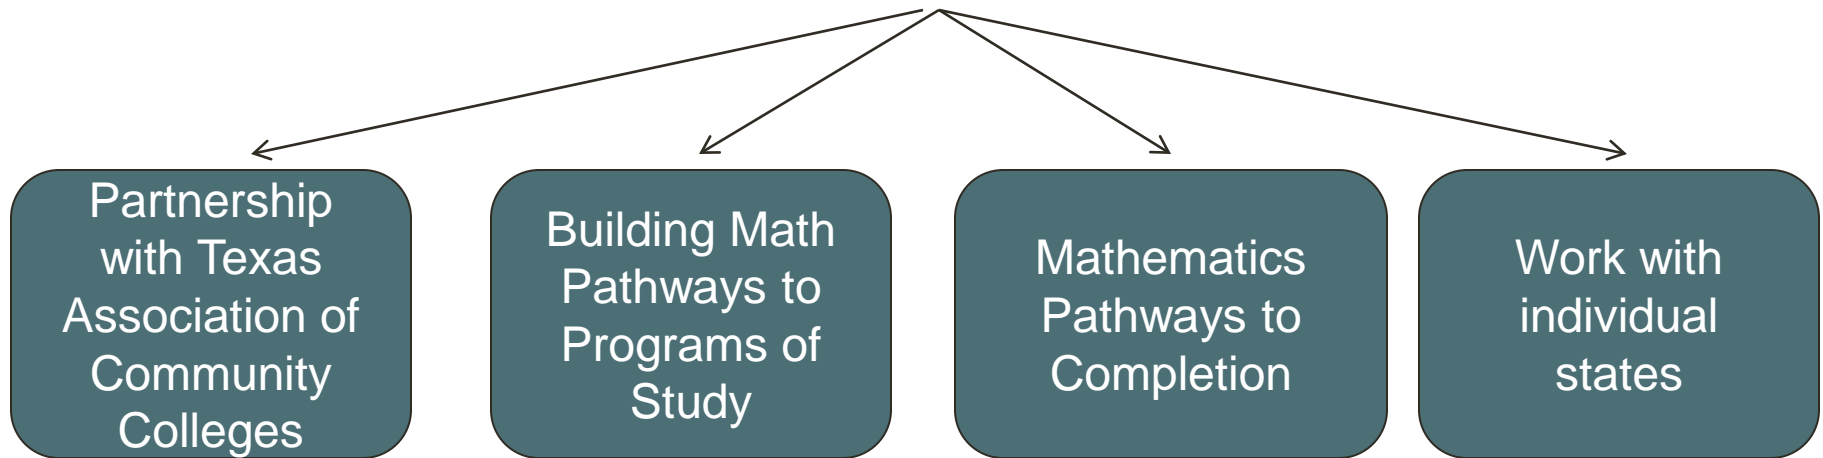 Partnership
with Texas
Association of
Community
Colleges
Building Math
Pathways to
Programs of
Study
Mathematics
Pathways to
Completion
Work with
individual
states